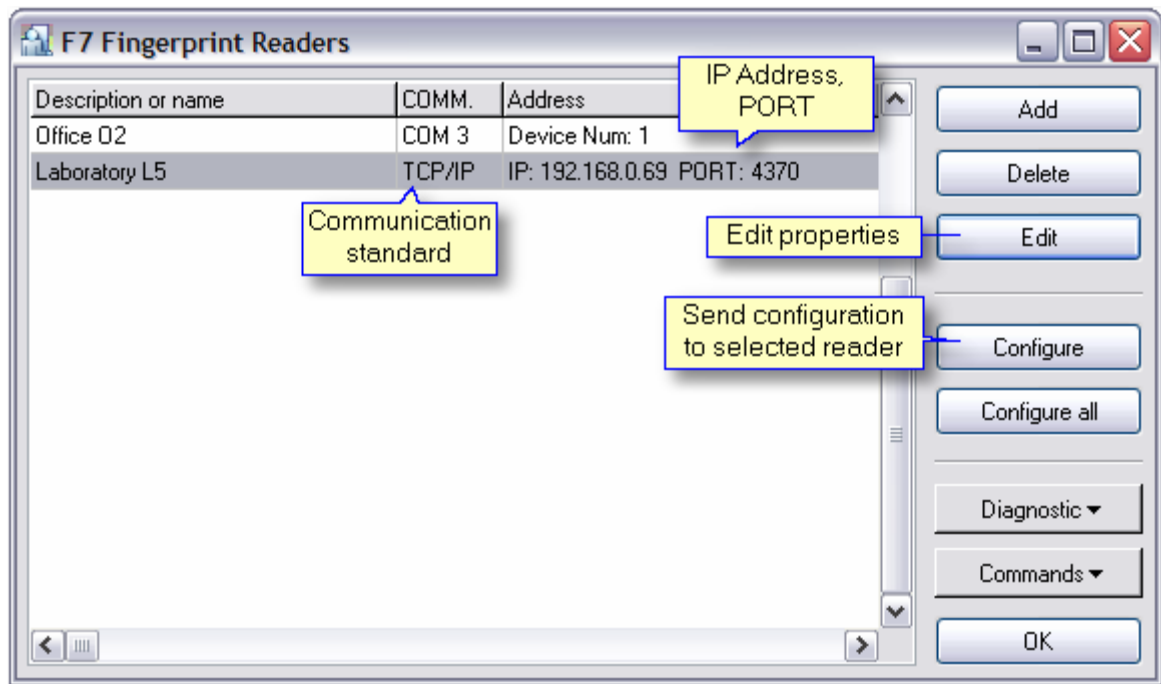 F7 Fingerprint Readers
IP Address,
PORT
Description or name COMM. Address
Add
Office O2 COM 3 Device Num: 1
Laboratory L5 TCP/IP IP: 192.168.0.69 PORT: 4370
Delete
Communication
standard
Edit properties
Edit
Send configuration
to selected reader
Configure
Configure all
Diagnostic
Commands
OK